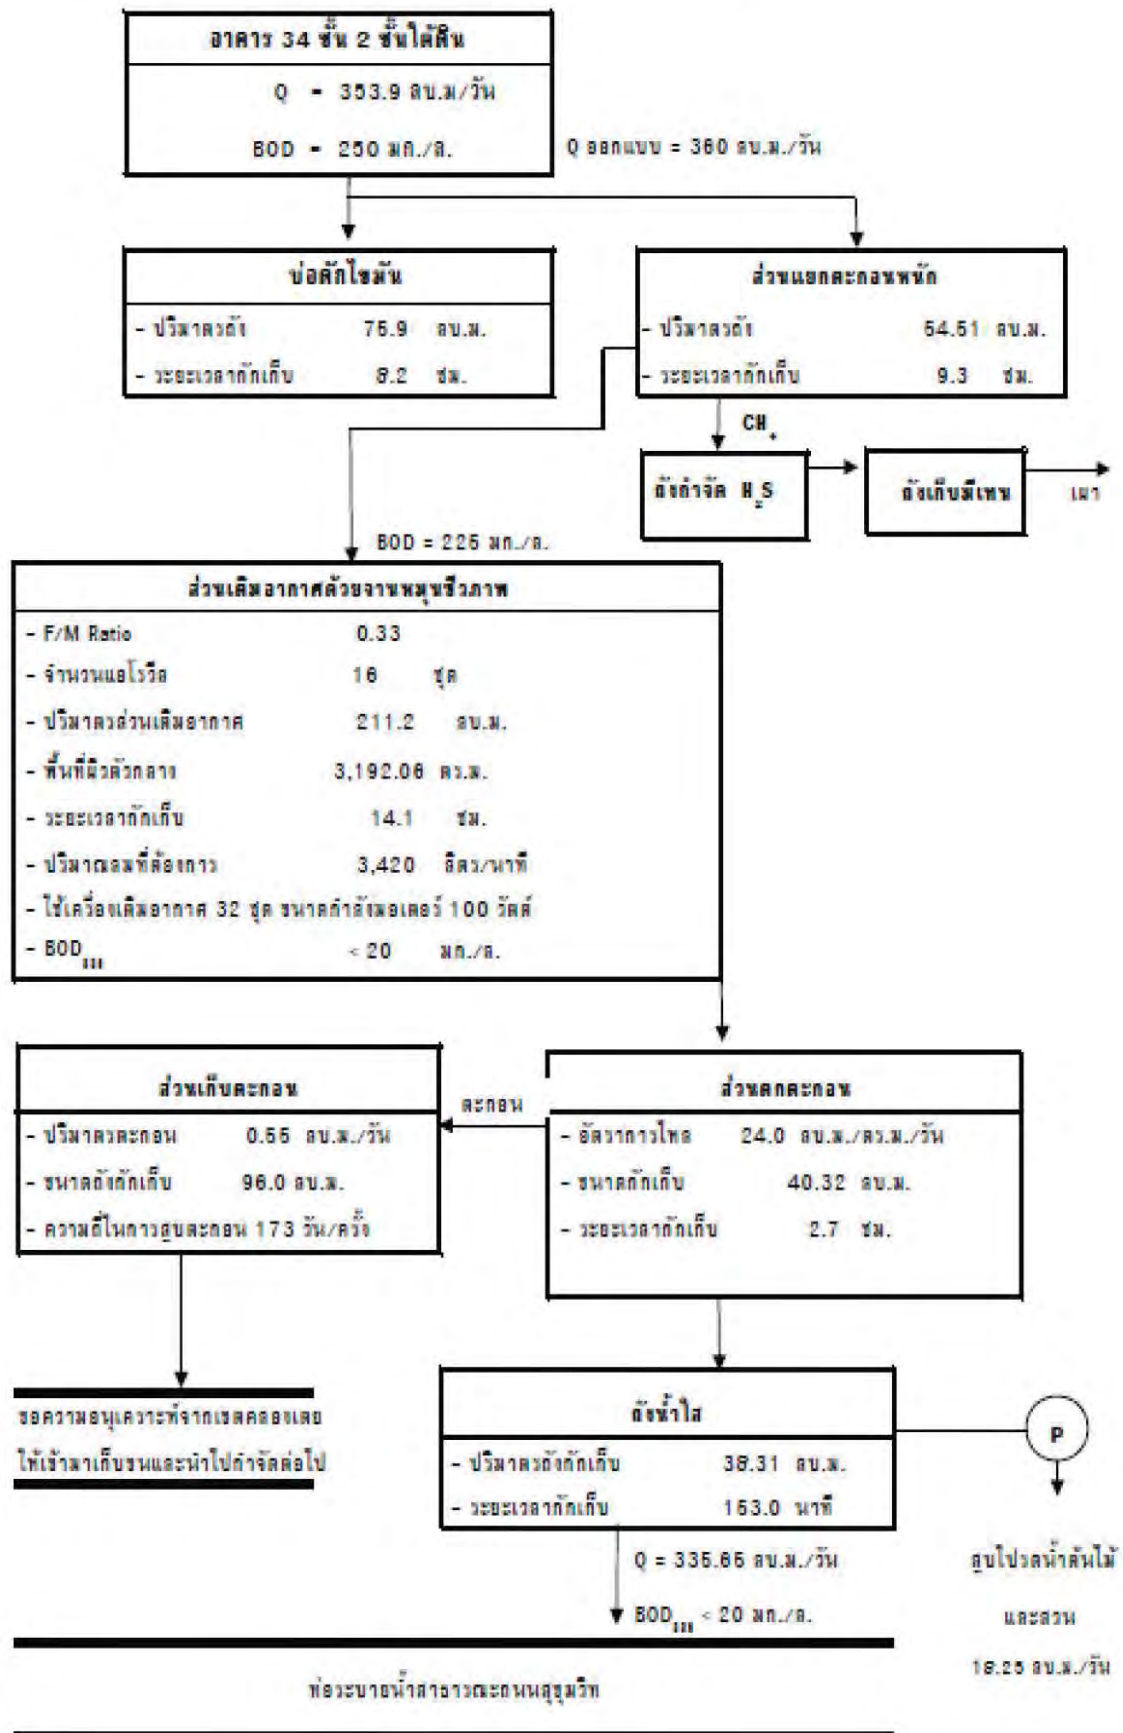 อาคาร 34 ชั้น 2 ชั้นใต้ดิน
Q = 353.9 ลบ.ม/วัน
BOD = 250 มก./ล.
Q ออกแบบ = 360 ลบ.ม./วัน
บ่อดักไขมัน
- ปริมาตรถัง 75.9 ลบ.ม.
- ระยะเวลากักเก็บ 8.2 ชม.
ส่วนแยกตะกอนหนัก
- ปริมาตรถัง 54.51 ลบ.ม.
- ระยะเวลากักเก็บ 9.3 ชม.
CH₄
ถังกำจัด H₂S
ถังเก็บมีเทน
เผา
BOD = 225 มก./ล.
ส่วนเติมอากาศด้วยจานหมุนชีวภาพ
- F/M Ratio 0.33
- จำนวนแอโรวีล 16 ชุด
- ปริมาตรส่วนเติมอากาศ 211.2 ลบ.ม.
- พื้นที่ผิวตัวกลาง 3,192.06 ตร.ม.
- ระยะเวลากักเก็บ 14.1 ชม.
- ปริมาณลมที่ต้องการ 3,420 ลิตร/นาที
- ใช้เครื่องเติมอากาศ 32 ชุด ขนาดกำลังมอเตอร์ 100 วัตต์
- BOD < 20 มก./ล.
ส่วนเก็บตะกอน
- ปริมาตรตะกอน 0.55 ลบ.ม./วัน
- ขนาดถังกักเก็บ 96.0 ลบ.ม.
- ความถี่ในการสูบตะกอน 173 วัน/ครั้ง
ตะกอน
ส่วนตกตะกอน
- อัตราการไหล 24.0 ลบ.ม./ตร.ม./วัน
- ขนาดกักเก็บ 40.32 ลบ.ม.
- ระยะเวลากักเก็บ 2.7 ชม.
ขอความอนุเคราะห์จากเขตคลองเตย
ให้เข้ามาเก็บขนและนำไปกำจัดต่อไป
ถังน้ำใส
- ปริมาตรถังกักเก็บ 38.31 ลบ.ม.
- ระยะเวลากักเก็บ 153.0 นาที
P
Q = 335.65 ลบ.ม./วัน
BOD < 20 มก./ล.
สูบไปรดน้ำต้นไม้
และสวน
18.25 ลบ.ม./วัน
ท่อระบายน้ำสาธารณะถนนสุขุมวิท